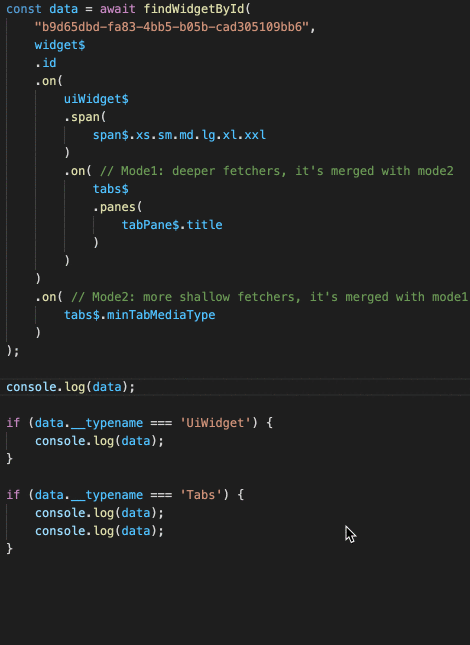 const data = await findWidgetById(
"b9d65dbd-fa83-4bb5-b05b-cad305109bb6",
widget$
.id
.on(
uiWidget$
.span(
span$.xs.sm.md.lg.xl.xxl
)
.on( // Mode1: deeper fetchers, it's merged with mode2
tabs$
.panes(
tabPane$.title
)
)
)
.on( // Mode2: more shallow fetchers, it's merged with mode1
tabs$.minTabMediaType
)
);
console.log(data);
if (data.__typename === 'UiWidget') {
console.log(data);
}
if (data.__typename === 'Tabs') {
console.log(data);
console.log(data);
}